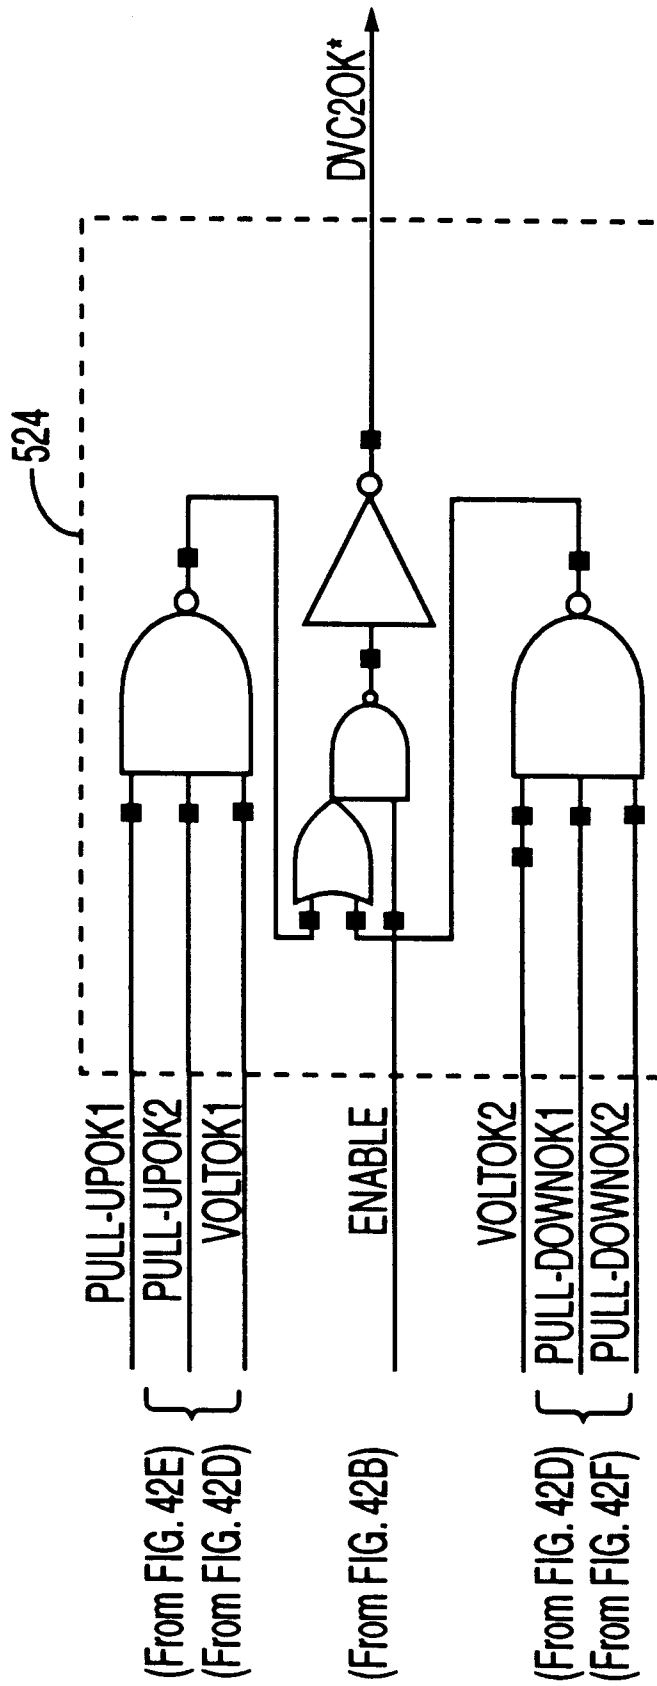 524
PULL-UPOK1
(From FIG. 42E) PULL-UPOK2
(From FIG. 42D) VOLTOK1
(From FIG. 42B) ENABLE
DVC2OK*
VOLTOK2
(From FIG. 42D) PULL-DOWNOK1
(From FIG. 42F) PULL-DOWNOK2